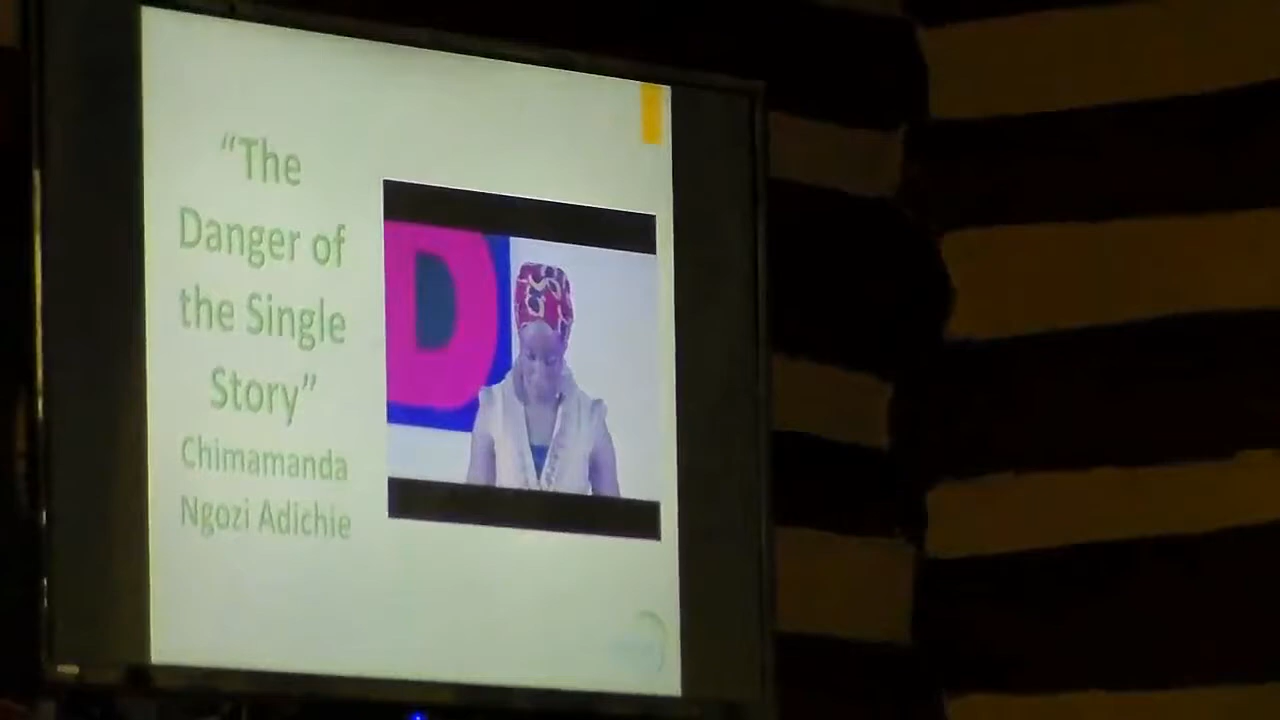 “The
Danger of
the Single
Story”
Chimamanda
Ngozi Adichie
D